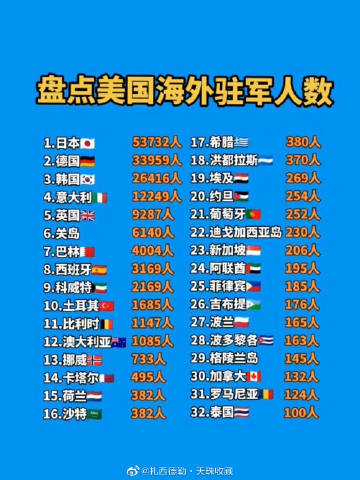 盘点美国海外驻军人数
1.日本 53732人
2.德国 33959人
3.韩国 26416人
4.意大利 12249人
5.英国 9287人
6.关岛 6140人
7.巴林 4004人
8.西班牙 3169人
9.科威特 2169人
10.土耳其 1685人
11.比利时 1147人
12.澳大利亚 1085人
13.挪威 733人
14.卡塔尔 495人
15.荷兰 382人
16.沙特 382人
17.希腊 380人
18.洪都拉斯 370人
19.埃及 269人
20.约旦 254人
21.葡萄牙 252人
22.迪戈加西亚岛 230人
23.新加坡 206人
24.阿联酋 195人
25.菲律宾 185人
26.吉布提 176人
27.波兰 165人
28.波多黎各 163人
29.格陵兰岛 145人
30.加拿大 132人
31.罗马尼亚 124人
32.泰国 100人
@扎西德勤·天珠收藏